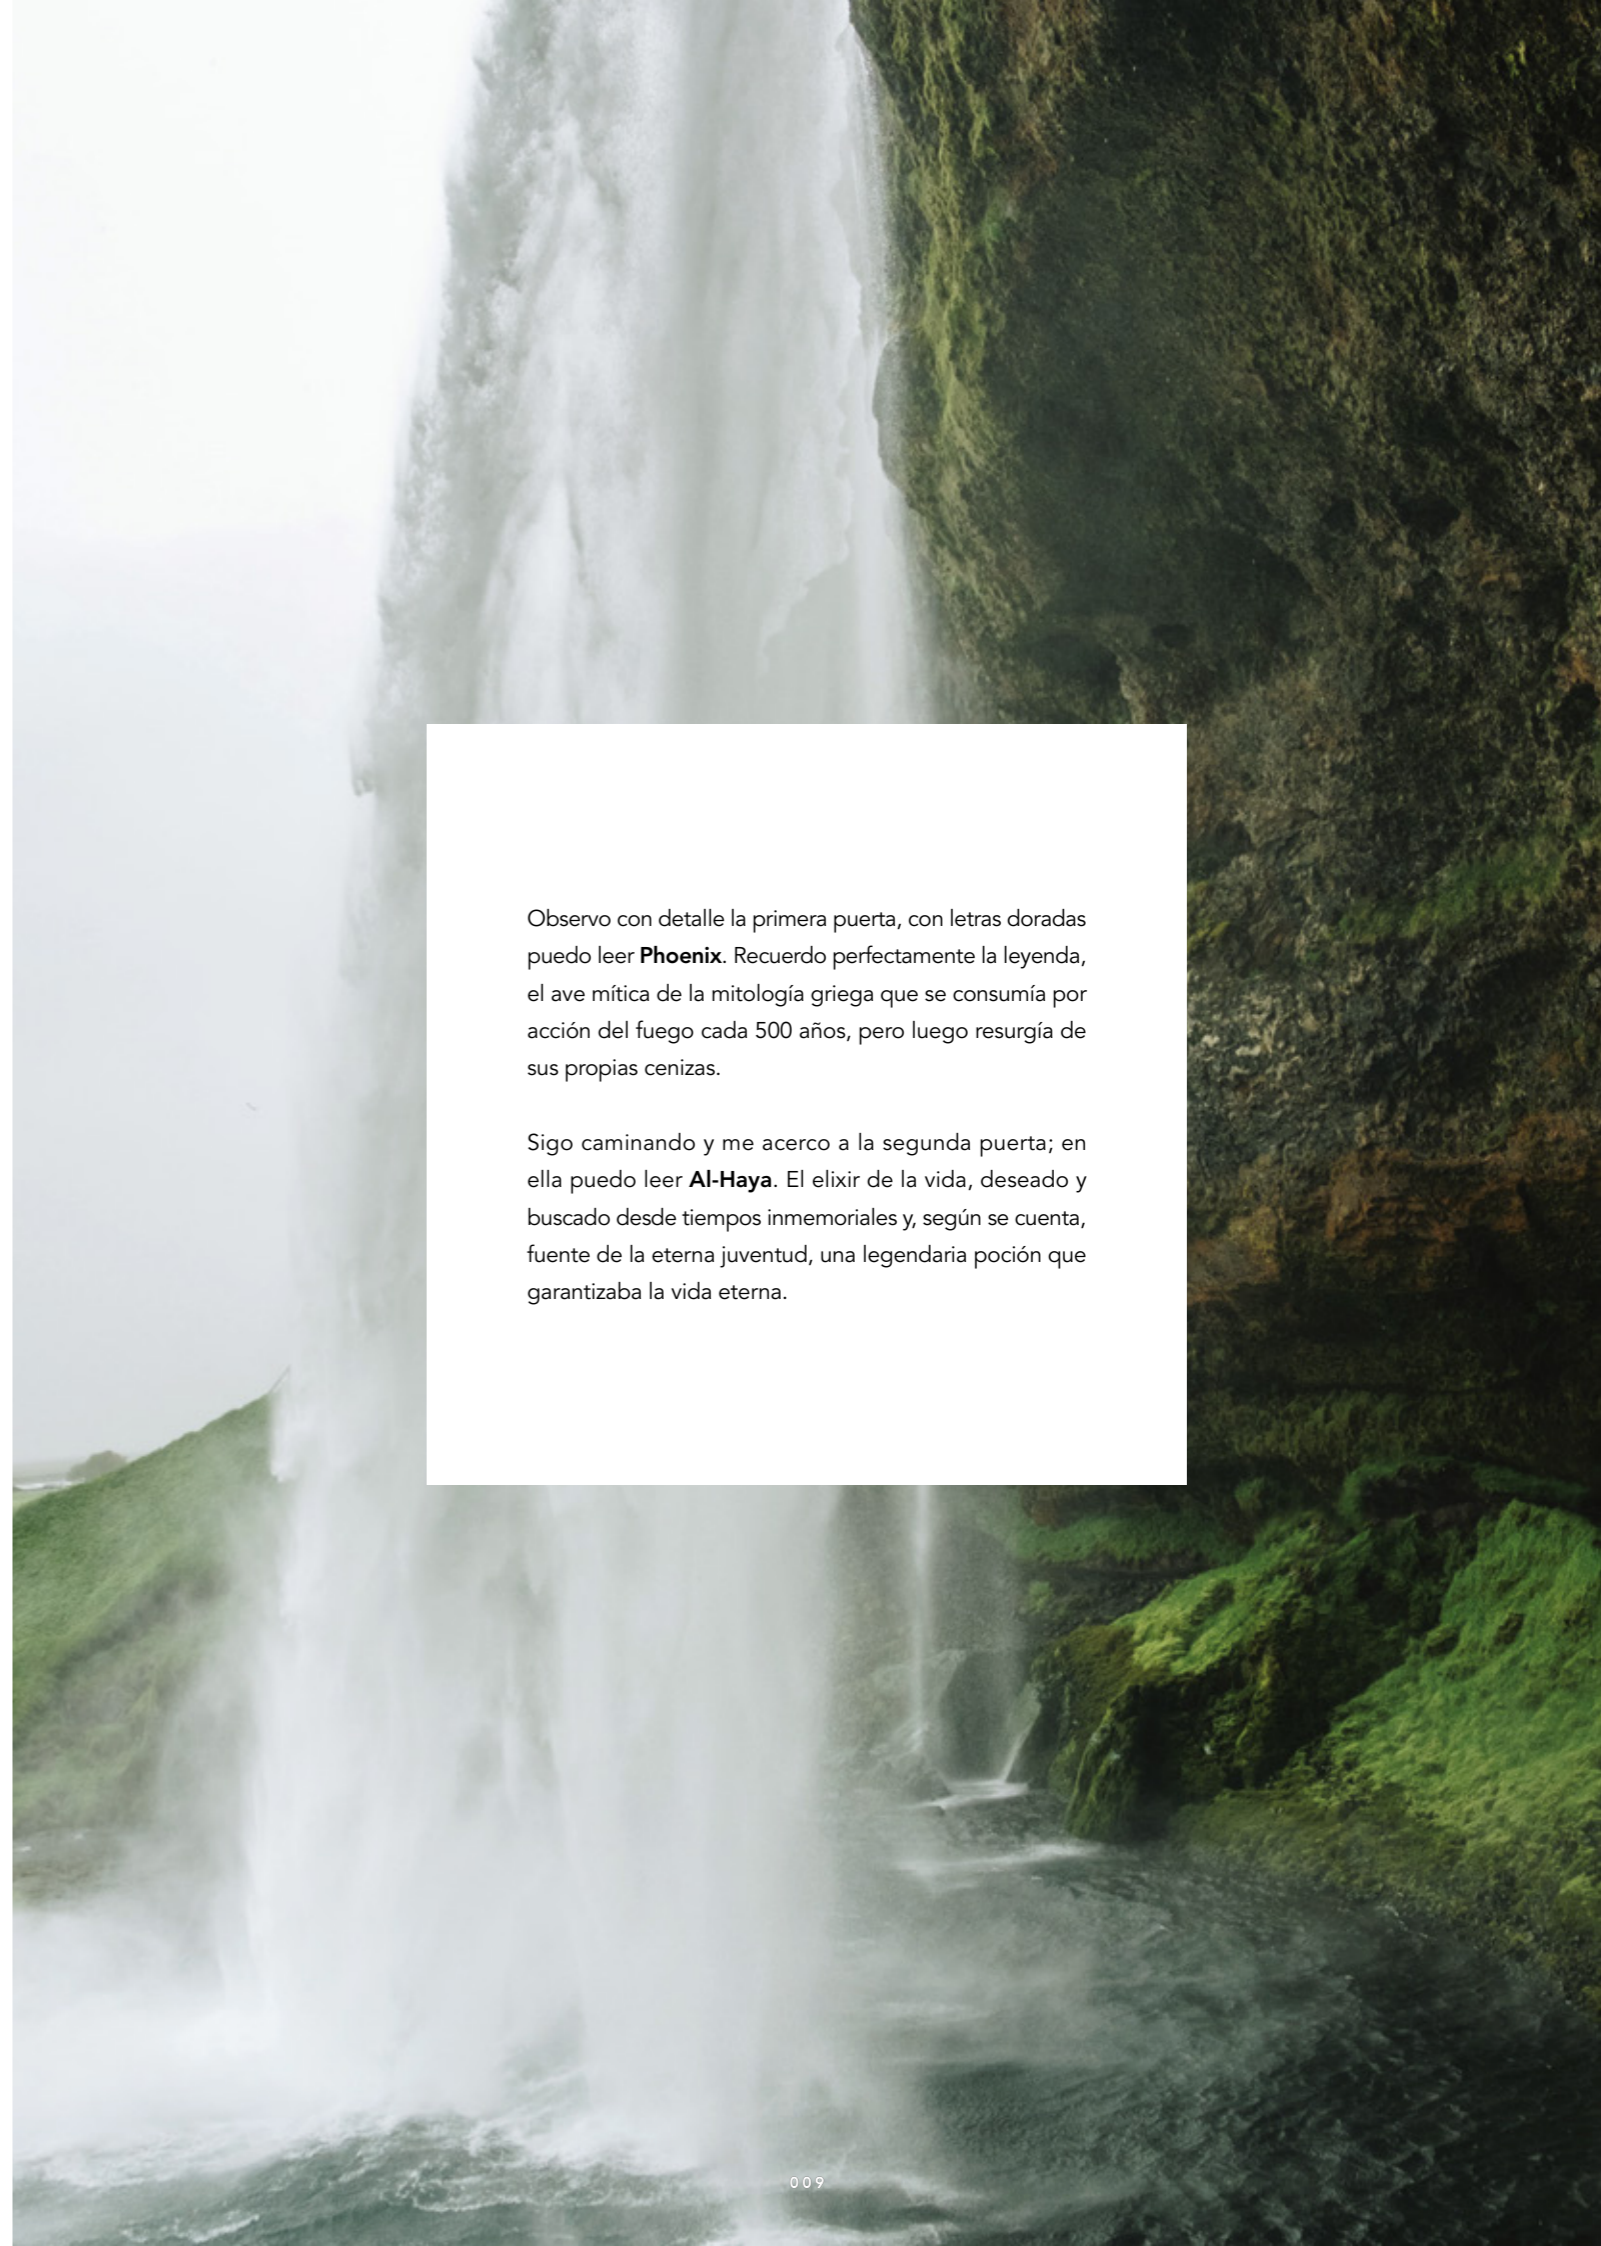 Observo con detalle la primera puerta, con letras doradas
puedo leer Phoenix. Recuerdo perfectamente la leyenda,
el ave mítica de la mitología griega que se consumía por
acción del fuego cada 500 años, pero luego resurgía de
sus propias cenizas.
Sigo caminando y me acerco a la segunda puerta; en
ella puedo leer Al-Haya. El elixir de la vida, deseado y
buscado desde tiempos inmemoriales y, según se cuenta,
fuente de la eterna juventud, una legendaria poción que
garantizaba la vida eterna.
009